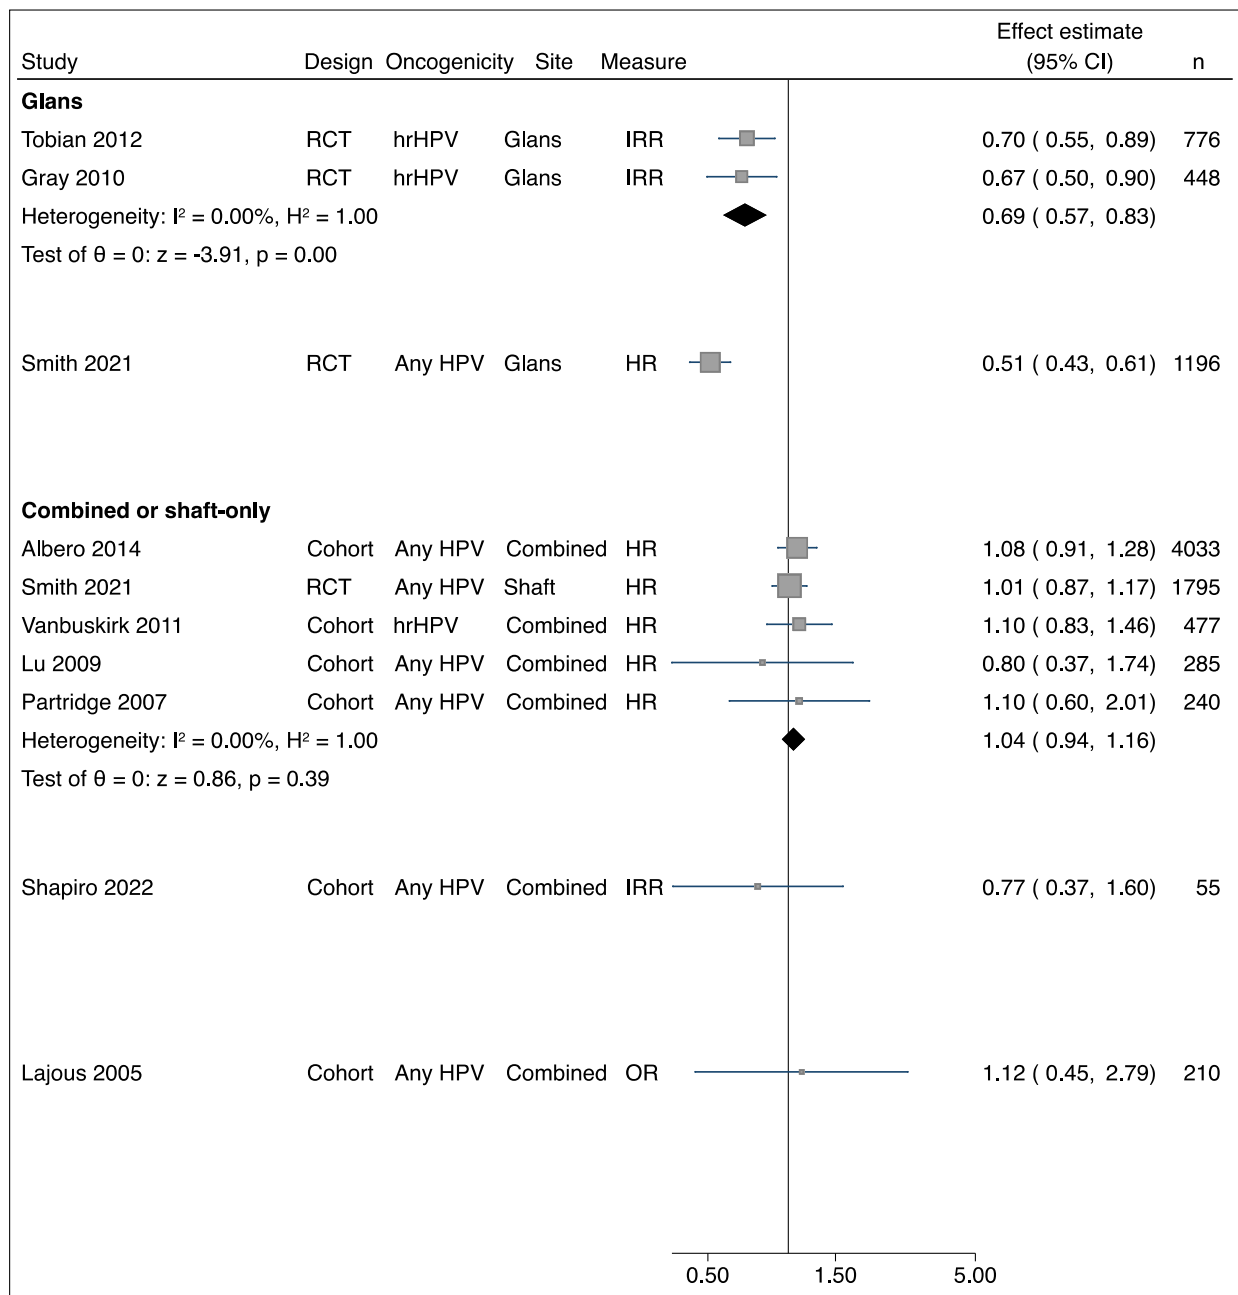 Effect estimate
Study Design Oncogenicity Site Measure (95% CI) n
Glans
Tobian 2012 RCT hrHPV Glans IRR 0.70 ( 0.55, 0.89) 776
Gray 2010 RCT hrHPV Glans IRR 0.67 ( 0.50, 0.90) 448
Heterogeneity: I² = 0.00%, H² = 1.00 0.69 ( 0.57, 0.83)
Test of θ = 0: z = -3.91, p = 0.00
Smith 2021 RCT Any HPV Glans HR 0.51 ( 0.43, 0.61) 1196
Combined or shaft-only
Albero 2014 Cohort Any HPV Combined HR 1.08 ( 0.91, 1.28) 4033
Smith 2021 RCT Any HPV Shaft HR 1.01 ( 0.87, 1.17) 1795
Vanbuskirk 2011 Cohort hrHPV Combined HR 1.10 ( 0.83, 1.46) 477
Lu 2009 Cohort Any HPV Combined HR 0.80 ( 0.37, 1.74) 285
Partridge 2007 Cohort Any HPV Combined HR 1.10 ( 0.60, 2.01) 240
Heterogeneity: I² = 0.00%, H² = 1.00 1.04 ( 0.94, 1.16)
Test of θ = 0: z = 0.86, p = 0.39
Shapiro 2022 Cohort Any HPV Combined IRR 0.77 ( 0.37, 1.60) 55
Lajous 2005 Cohort Any HPV Combined OR 1.12 ( 0.45, 2.79) 210
0.50 1.50 5.00